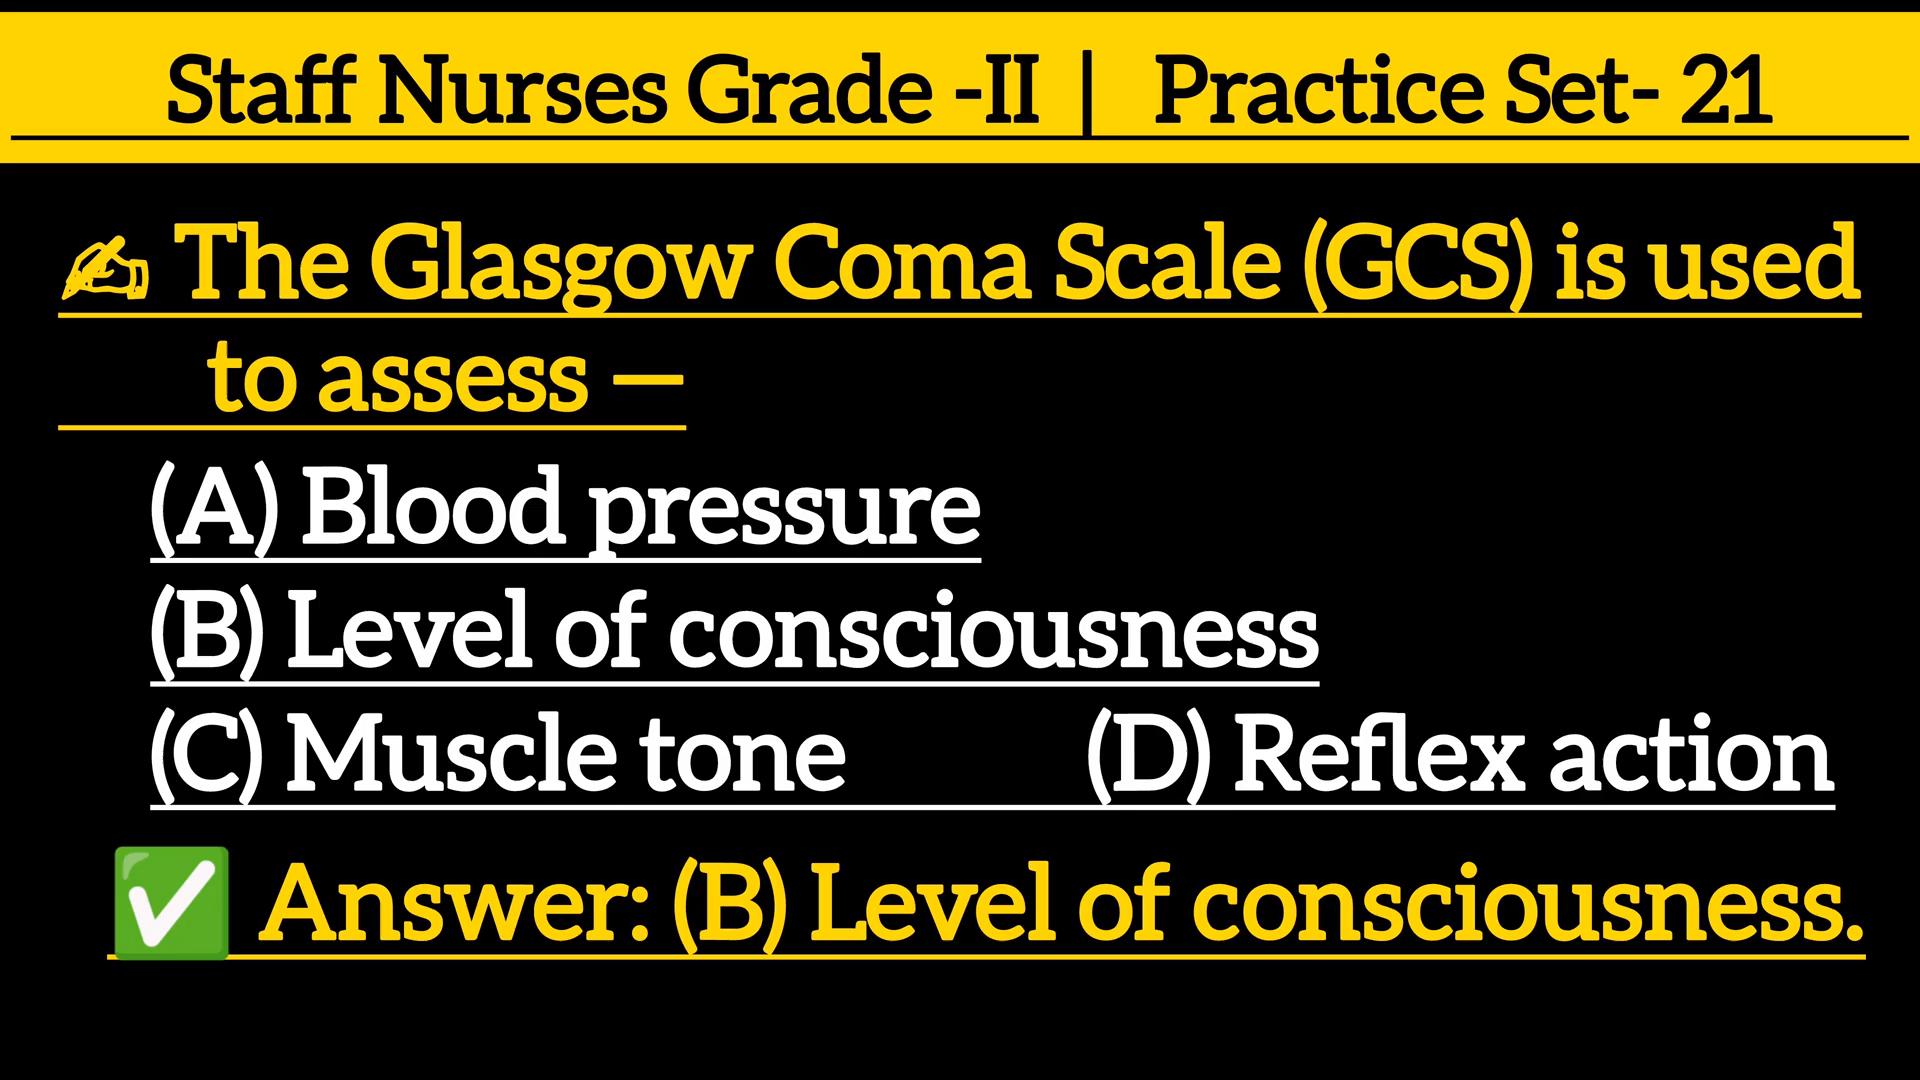 Staff Nurses Grade -II | Practice Set- 21
✍ The Glasgow Coma Scale (GCS) is used
to assess —
(A) Blood pressure
(B) Level of consciousness
(C) Muscle tone (D) Reflex action
✅ Answer: (B) Level of consciousness.